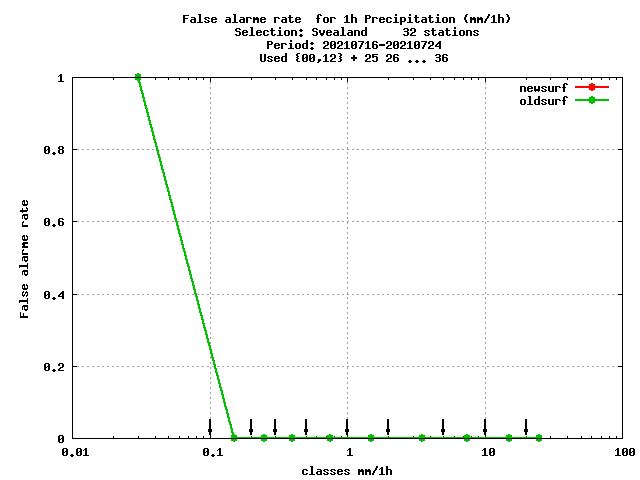 False alarme rate  for 1h Precipitation (mm/1h)
Selection: Svealand     32 stations
Period: 20210716-20210724
Used {00,12} + 25 26 ... 36
newsurf
oldsurf
1
0.8
0.6
0.4
0.2
0
False alarme rate
0.01 0.1 1 10 100
classes mm/1h